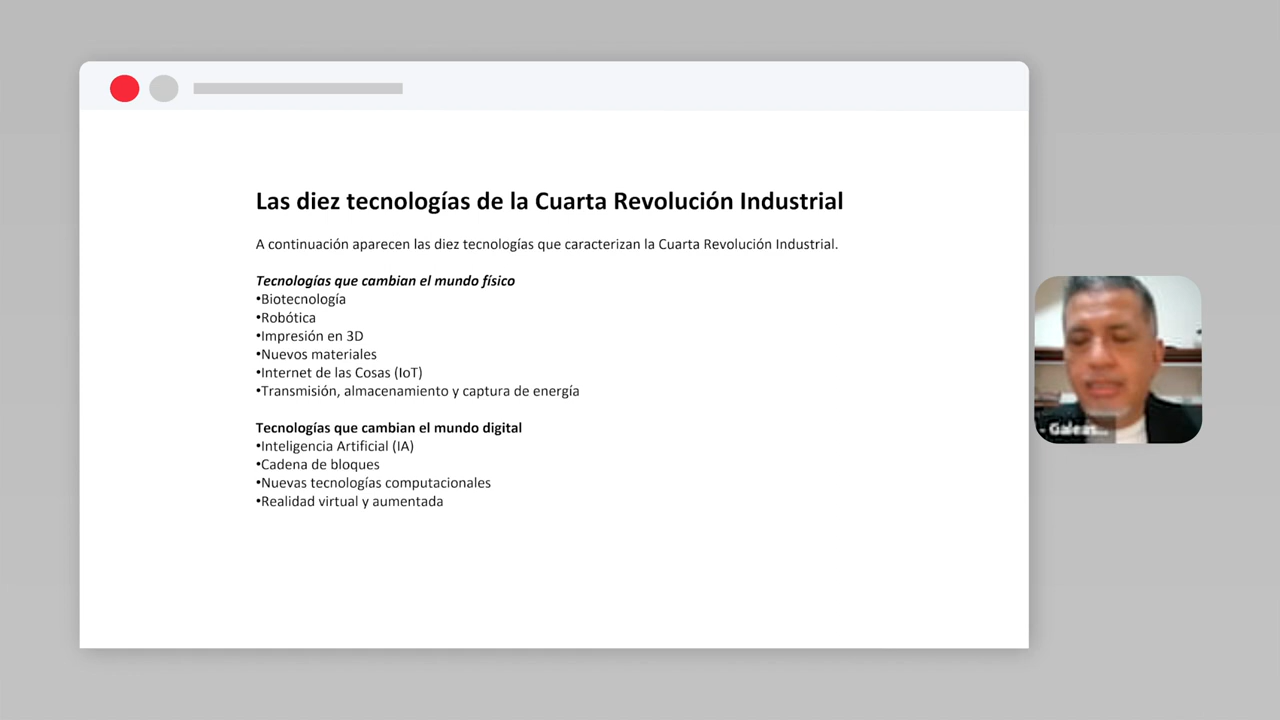 Las diez tecnologías de la Cuarta Revolución Industrial
A continuación aparecen las diez tecnologías que caracterizan la Cuarta Revolución Industrial.
Tecnologías que cambian el mundo físico
•Biotecnología
•Robótica
•Impresión en 3D
•Nuevos materiales
•Internet de las Cosas (IoT)
•Transmisión, almacenamiento y captura de energía
Tecnologías que cambian el mundo digital
•Inteligencia Artificial (IA)
•Cadena de bloques
•Nuevas tecnologías computacionales
•Realidad virtual y aumentada